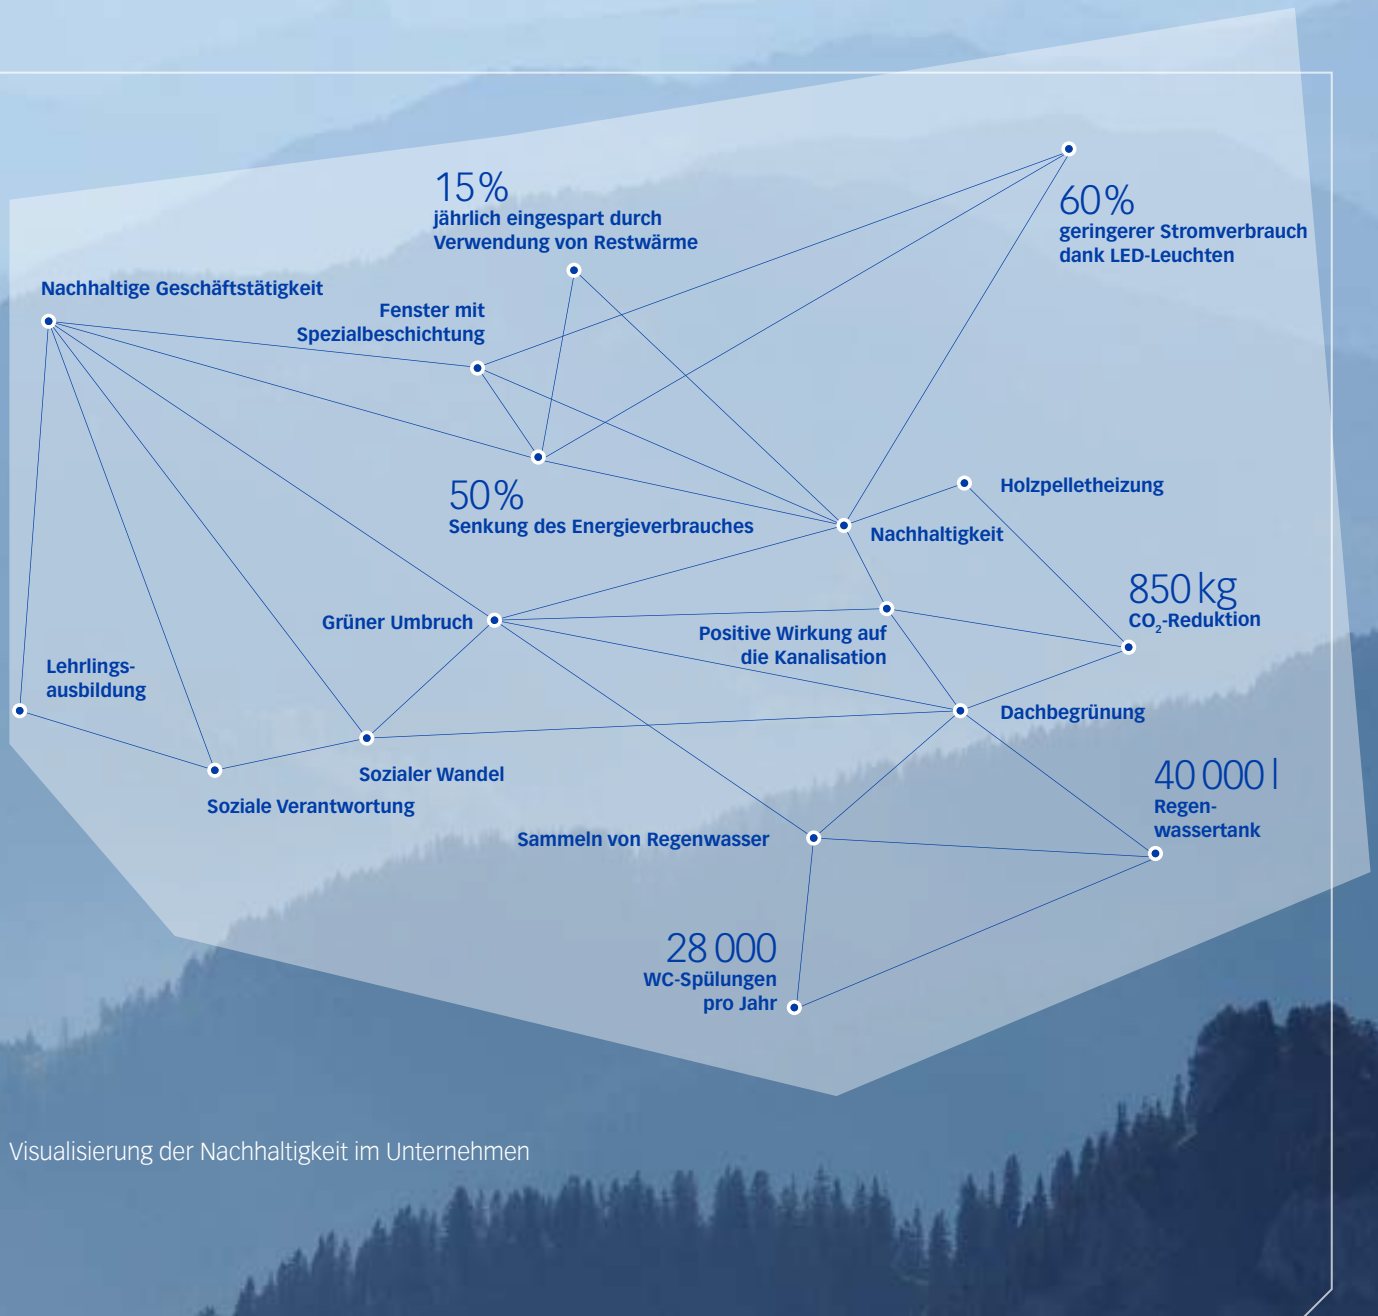 15%
jährlich eingespart durch
Verwendung von Restwärme
60%
geringerer Stromverbrauch
dank LED-Leuchten
Nachhaltige Geschäftstätigkeit
Fenster mit
Spezialbeschichtung
50%
Senkung des Energieverbrauches
Holzpelletheizung
Nachhaltigkeit
850 kg
CO₂-Reduktion
Grüner Umbruch
Positive Wirkung auf
die Kanalisation
Lehrlings-
ausbildung
Dachbegrünung
Sozialer Wandel
Soziale Verantwortung
40 000 l
Regen-
wassertank
Sammeln von Regenwasser
28 000
WC-Spülungen
pro Jahr
Visualisierung der Nachhaltigkeit im Unternehmen